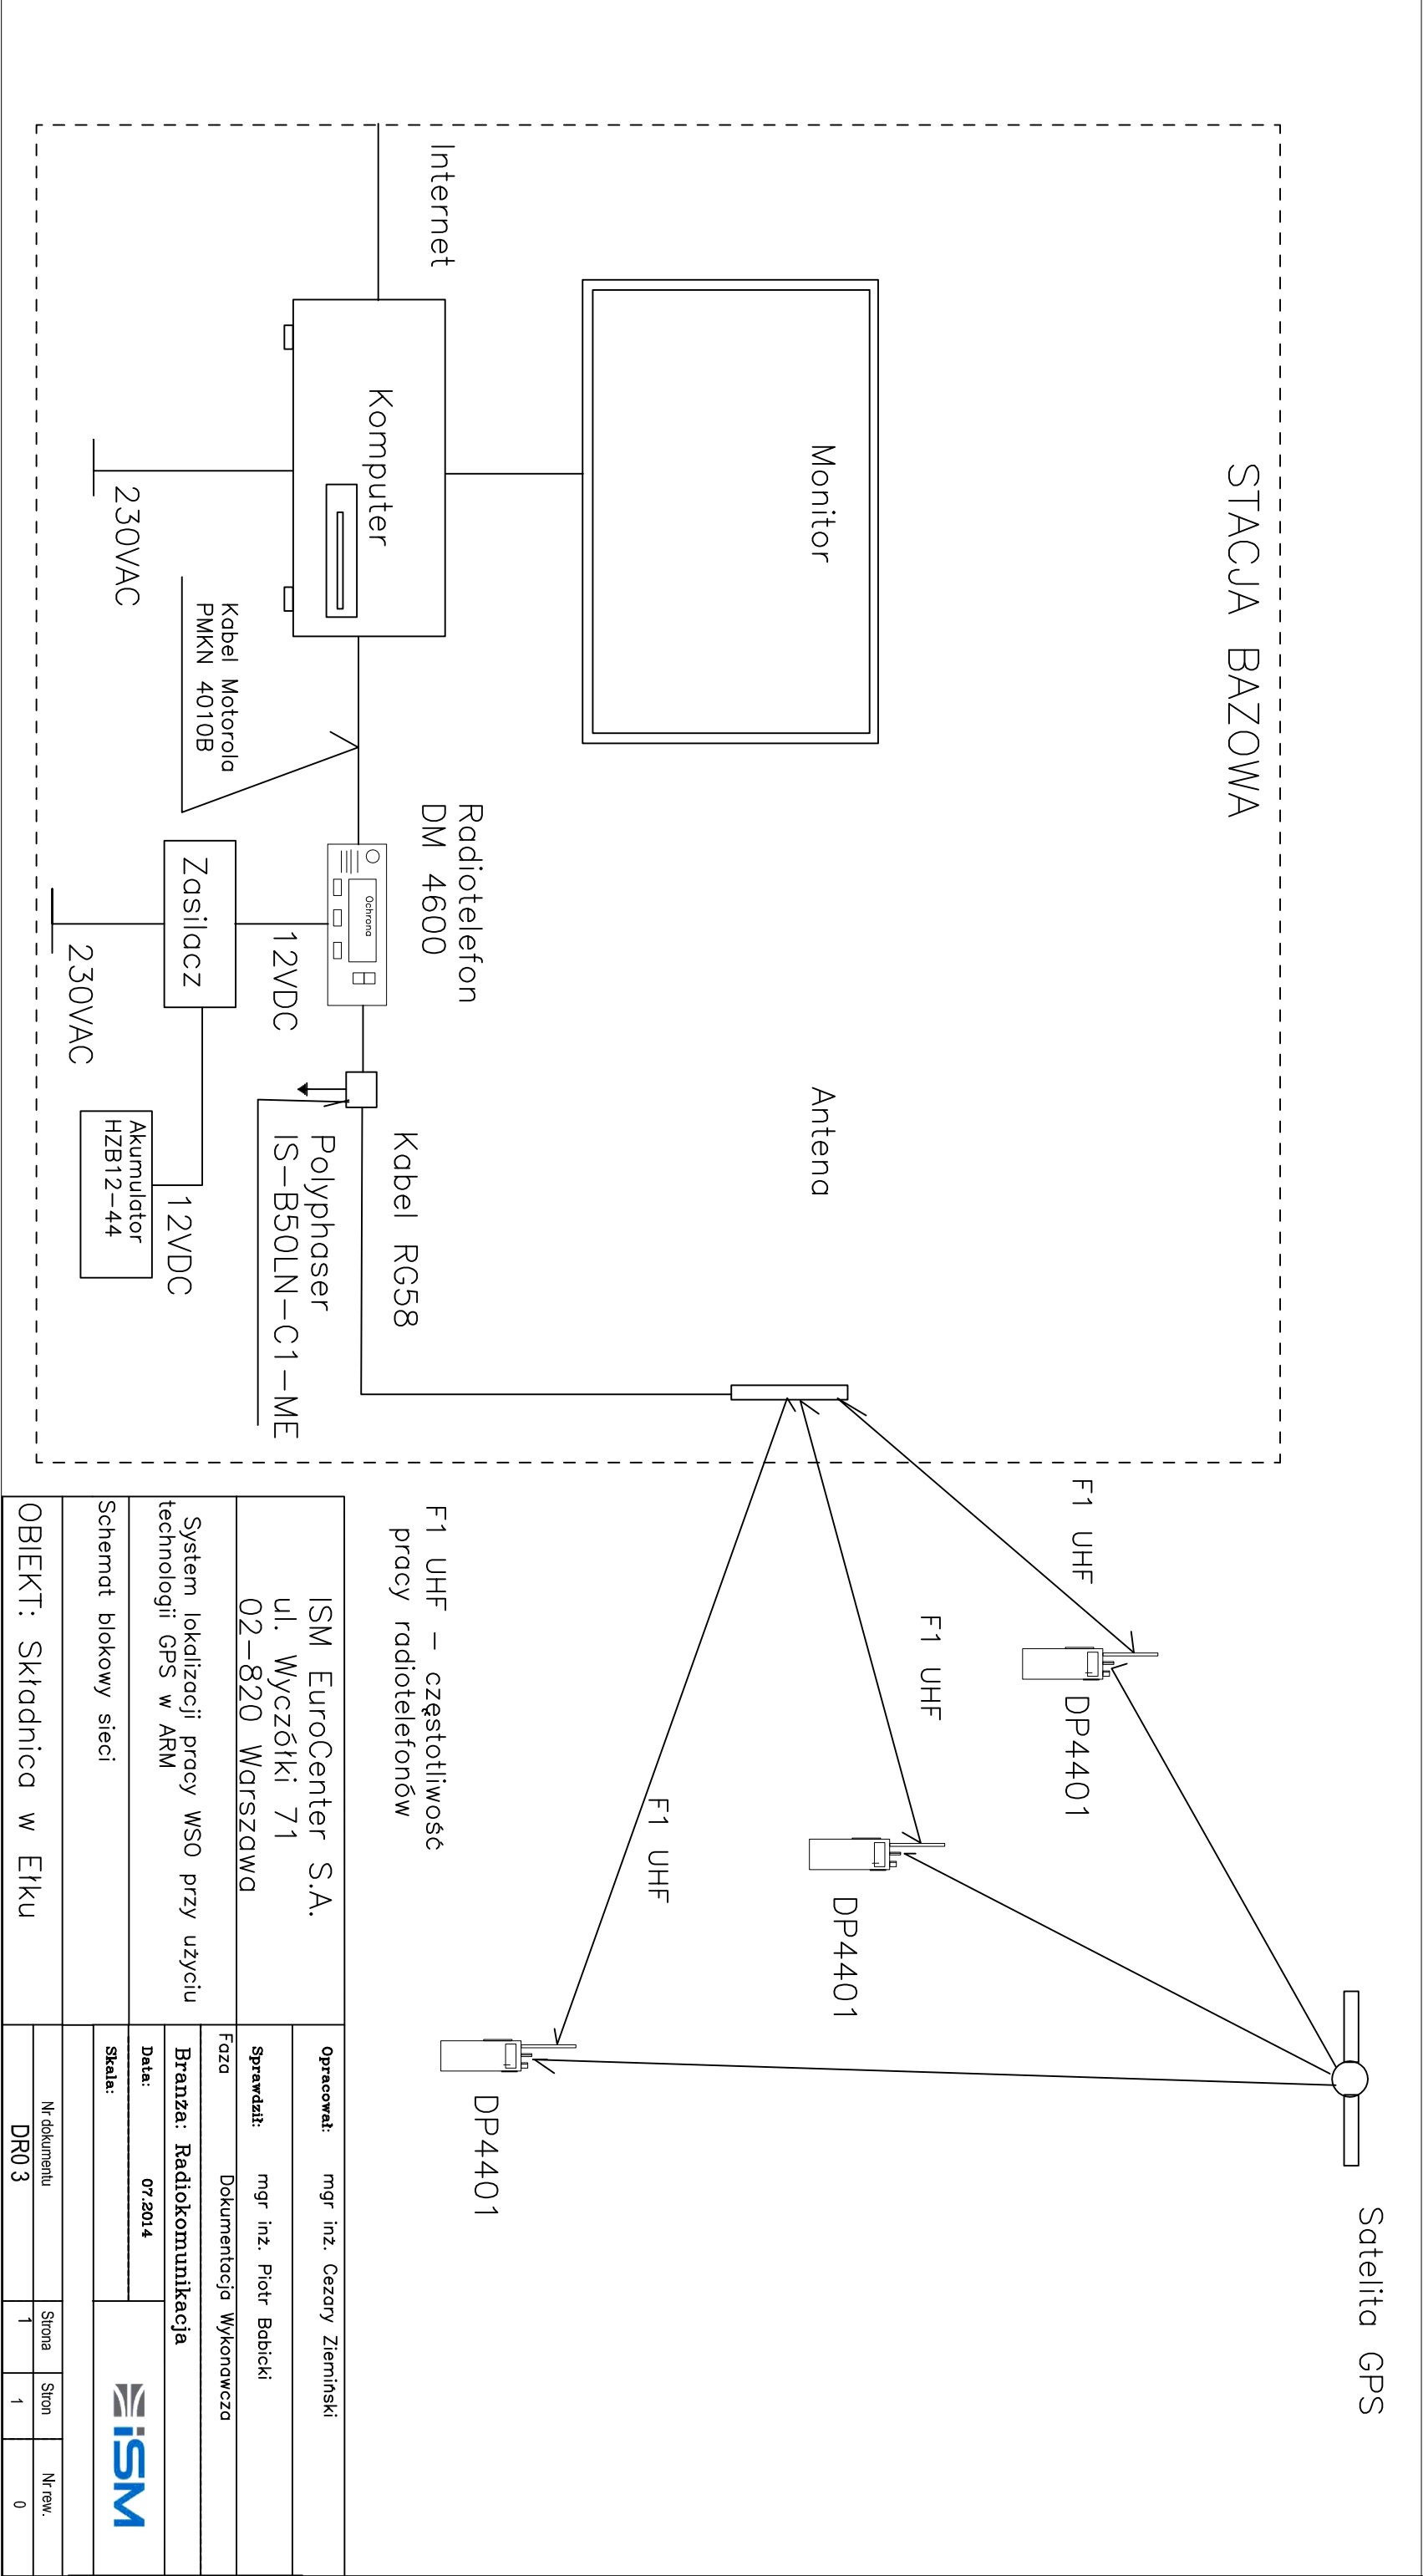 Satelita GPS
STACJA BAZOWA
F1 UHF
DP4401
F1 UHF
DP4401
F1 UHF
DP4401
Monitor
Antena
Internet
Komputer
230VAC
Kabel Motorola
PMKN 4010B
Radiotelefon
DM 4600
Ochrona
12VDC
Zasilacz
230VAC
Akumulator
HZB12-44
12VDC
Kabel RG58
Polyphaser
IS-B50LN-C1-ME
F1 UHF - częstotliwość
pracy radiotelefonów
ISM EuroCenter S.A.
ul. Wyczółki 71
02-820 Warszawa
System lokalizacji pracy WSO przy użyciu
technologii GPS w ARM
Schemat blokowy sieci
OBIEKT: Składnica w Ełku
Opracował: mgr inż. Cezary Ziemiński
Sprawdził: mgr inż. Piotr Babicki
Faza Dokumentacja Wykonawcza
Branża: Radiokomunikacja
Data: 07.2014
Skala:
iSM
Nr dokumentu Strona Stron Nr rew.
DR03 1 1 0